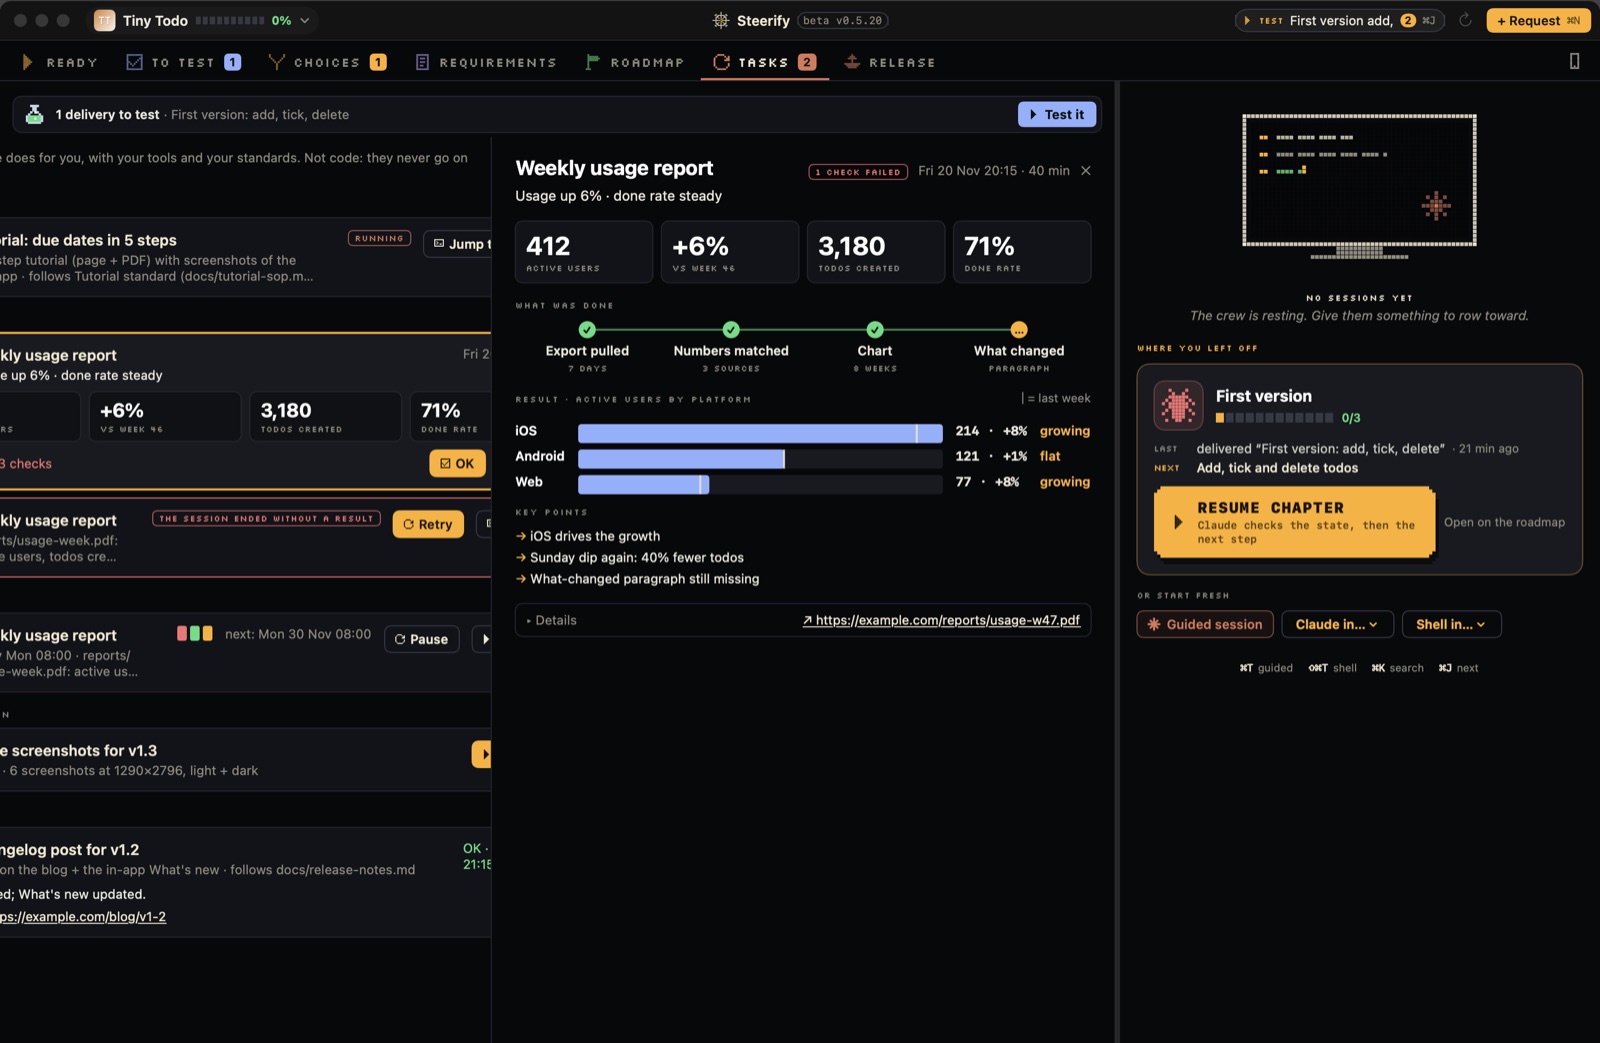 TT Tiny Todo 0%
Steerify beta v0.5.20
TEST First version add, 2 ⌘J
+ Request ⌘N
READY
TO TEST 1
CHOICES 1
REQUIREMENTS
ROADMAP
TASKS 2
RELEASE
1 delivery to test · First version: add, tick, delete
Test it
e does for you, with your tools and your standards. Not code: they never go on
rial: due dates in 5 steps
RUNNING
Jump t
step tutorial (page + PDF) with screenshots of the
app · follows Tutorial standard (docs/tutorial-sop.m...
kly usage report
Fri 2
e up 6% · done rate steady
RS
+6%
VS WEEK 46
3,180
TODOS CREATED
71%
DONE RATE
3 checks
OK
kly usage report
THE SESSION ENDED WITHOUT A RESULT
Retry
rts/usage-week.pdf:
e users, todos cre...
kly usage report
next: Mon 30 Nov 08:00
Pause
y Mon 08:00 · reports/
e-week.pdf: active us...
N
e screenshots for v1.3
· 6 screenshots at 1290×2796, light + dark
ngelog post for v1.2
OK ·
21:15
on the blog + the in-app What's new · follows docs/release-notes.md
ed; What's new updated.
ps://example.com/blog/v1-2
Weekly usage report
1 CHECK FAILED
Fri 20 Nov 20:15 · 40 min
Usage up 6% · done rate steady
412
ACTIVE USERS
+6%
VS WEEK 46
3,180
TODOS CREATED
71%
DONE RATE
WHAT WAS DONE
Export pulled
7 DAYS
Numbers matched
3 SOURCES
Chart
8 WEEKS
What changed
PARAGRAPH
RESULT · ACTIVE USERS BY PLATFORM
| = last week
iOS 214 · +8% growing
Android 121 · +1% flat
Web 77 · +8% growing
KEY POINTS
→ iOS drives the growth
→ Sunday dip again: 40% fewer todos
→ What-changed paragraph still missing
Details
↗ https://example.com/reports/usage-w47.pdf
NO SESSIONS YET
The crew is resting. Give them something to row toward.
WHERE YOU LEFT OFF
First version
0/3
LAST delivered “First version: add, tick, delete” · 21 min ago
NEXT Add, tick and delete todos
RESUME CHAPTER
Claude checks the state, then the
next step
Open on the roadmap
OR START FRESH
Guided session
Claude in...
Shell in...
⌘T guided ⇧⌘T shell ⌘K search ⌘J next